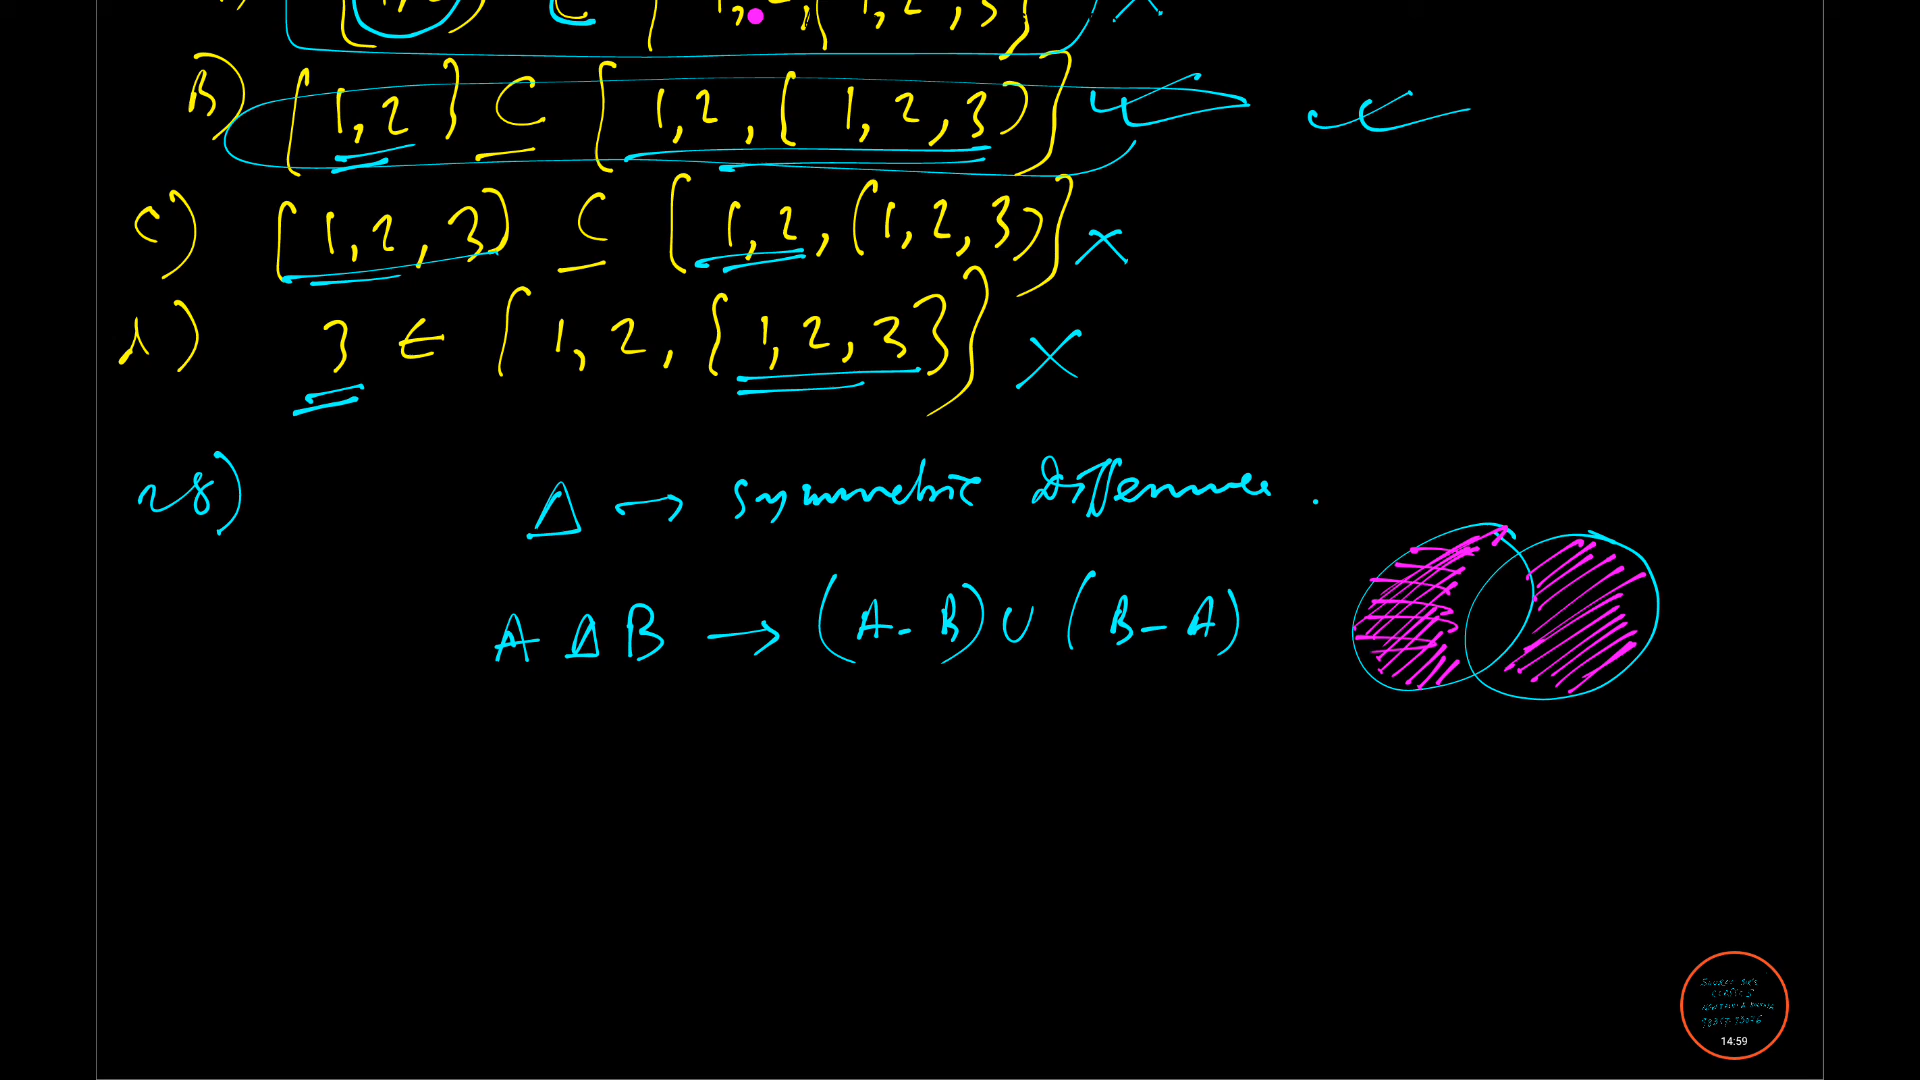 B) {1,2} ⊆ {1,2,{1,2,3}}
c) {1,2,3} ⊆ {1,2,{1,2,3}} ×
d) 3 ∈ {1,2,{1,2,3}} ×
28) Δ → symmetric Difference.
A Δ B → (A-B) ∪ (B-A)
14:59